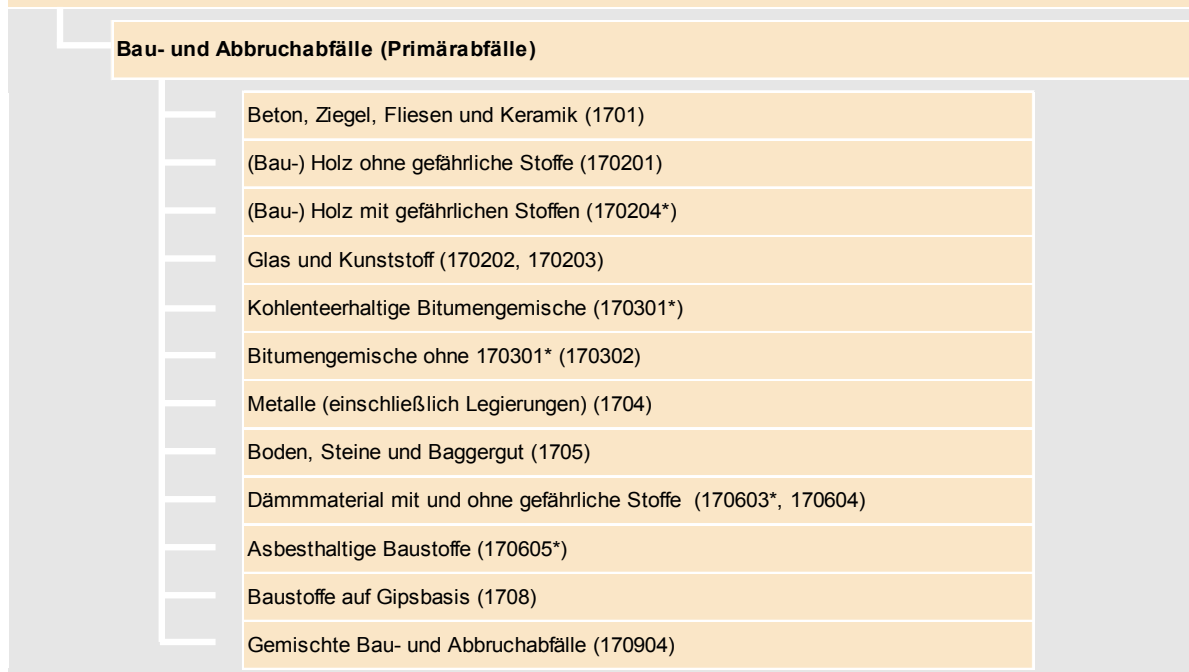 Bau- und Abbruchabfälle (Primärabfälle)
Beton, Ziegel, Fliesen und Keramik (1701)
(Bau-) Holz ohne gefährliche Stoffe (170201)
(Bau-) Holz mit gefährlichen Stoffen (170204*)
Glas und Kunststoff (170202, 170203)
Kohlenteerhaltige Bitumengemische (170301*)
Bitumengemische ohne 170301* (170302)
Metalle (einschließlich Legierungen) (1704)
Boden, Steine und Baggergut (1705)
Dämmmaterial mit und ohne gefährliche Stoffe (170603*, 170604)
Asbesthaltige Baustoffe (170605*)
Baustoffe auf Gipsbasis (1708)
Gemischte Bau- und Abbruchabfälle (170904)